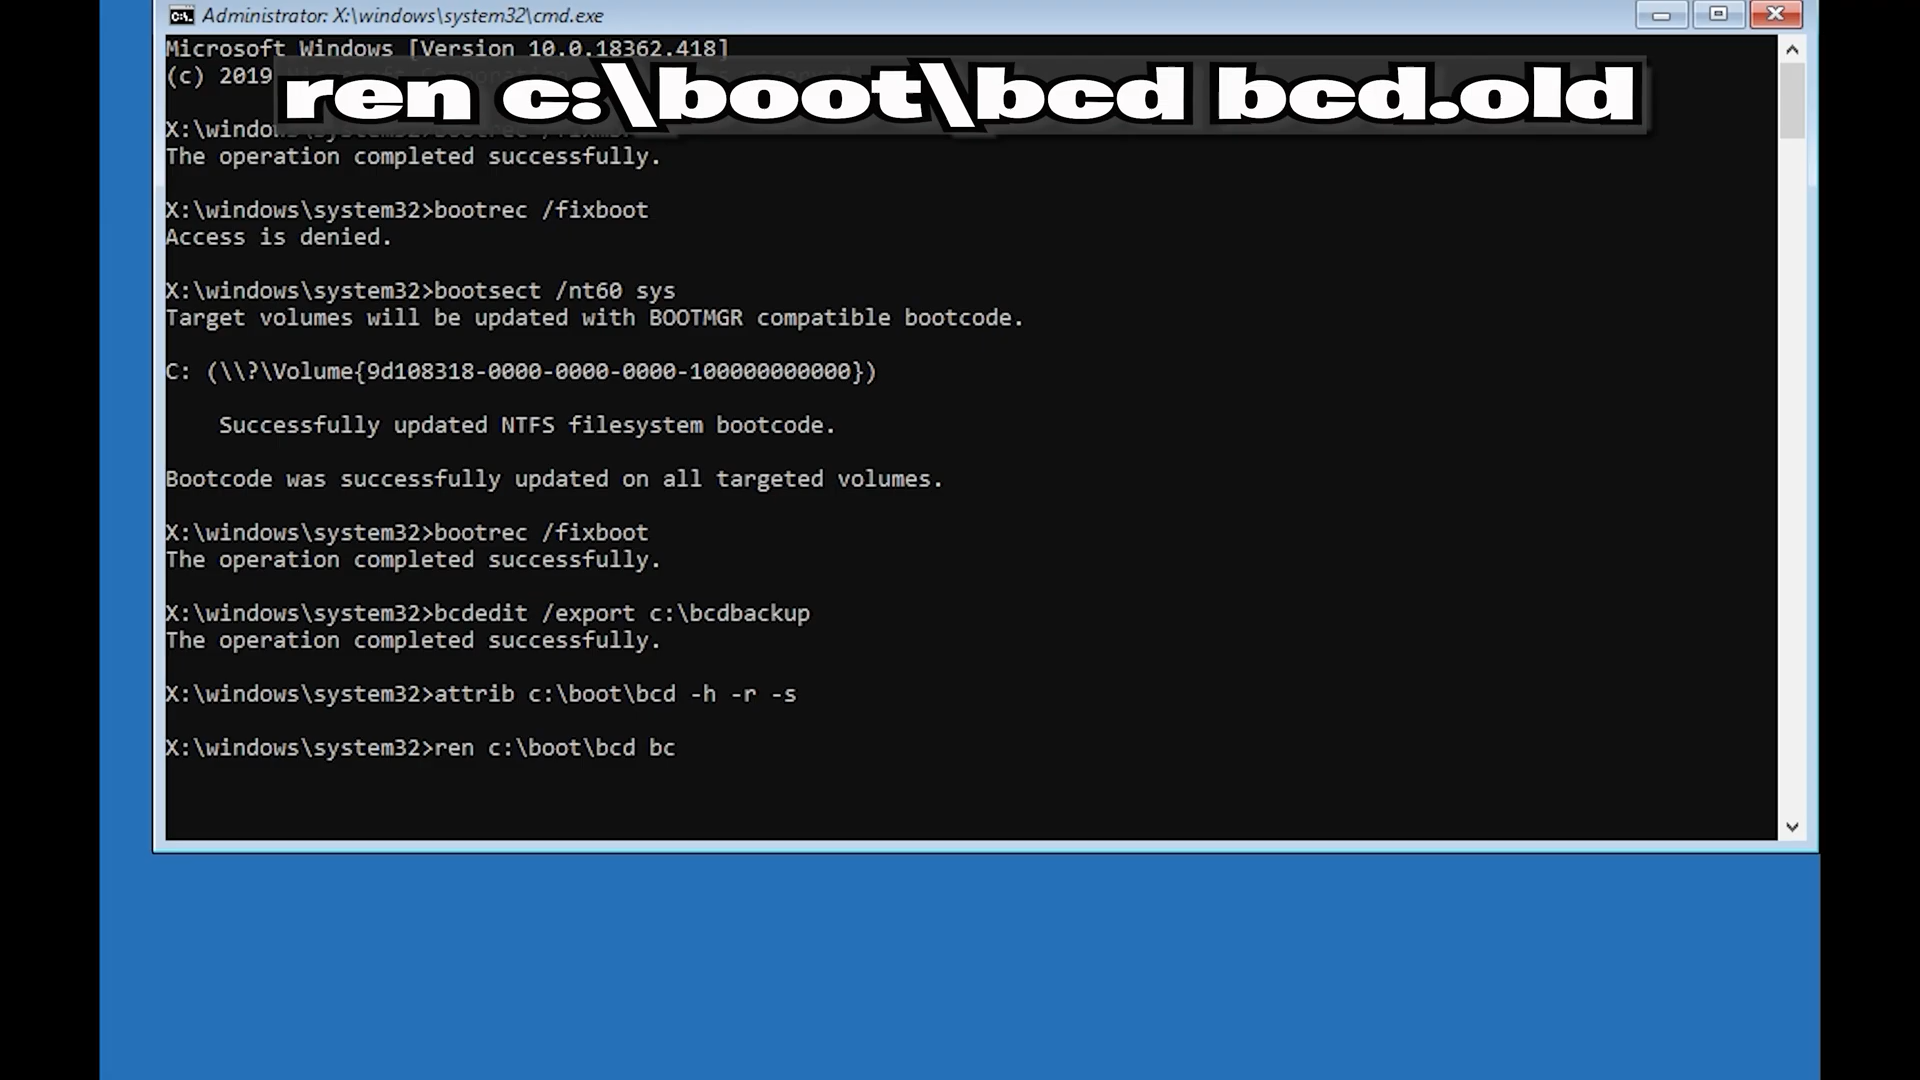 Administrator: X:\windows\system32\cmd.exe
Microsoft Windows [Version 10.0.18362.418]
(c) 2019
ren c:\boot\bcd bcd.old
X:\windows\system32>bootrec /fixmbr
The operation completed successfully.
X:\windows\system32>bootrec /fixboot
Access is denied.
X:\windows\system32>bootsect /nt60 sys
Target volumes will be updated with BOOTMGR compatible bootcode.
C: (\\?\Volume{9d108318-0000-0000-0000-100000000000})
Successfully updated NTFS filesystem bootcode.
Bootcode was successfully updated on all targeted volumes.
X:\windows\system32>bootrec /fixboot
The operation completed successfully.
X:\windows\system32>bcdedit /export c:\bcdbackup
The operation completed successfully.
X:\windows\system32>attrib c:\boot\bcd -h -r -s
X:\windows\system32>ren c:\boot\bcd bc